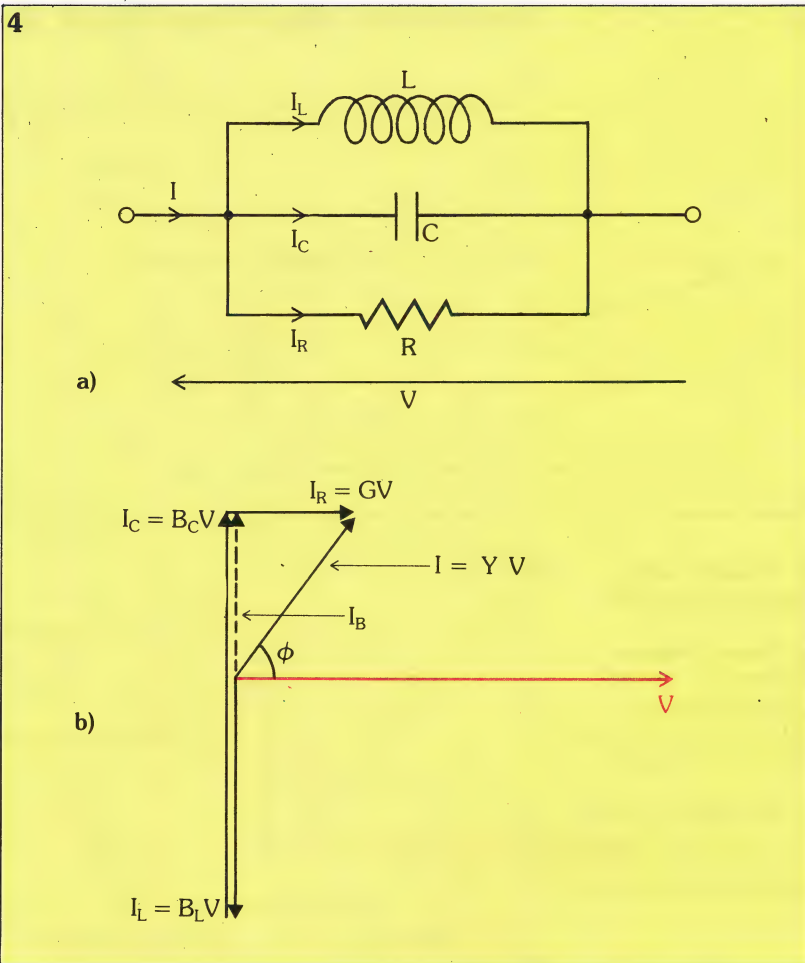 4
L
I_L
I
I_C
C
I_R
R
a)
V
I_R = GV
I_C = B_CV
I = Y V
I_B
ϕ
V
b)
I_L = B_LV